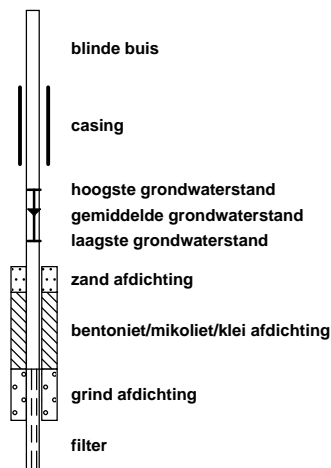 blinde buis
casing
hoogste grondwaterstand
gemiddelde grondwaterstand
laagste grondwaterstand
zand afdichting
bentoniet/mikoliet/klei afdichting
grind afdichting
filter